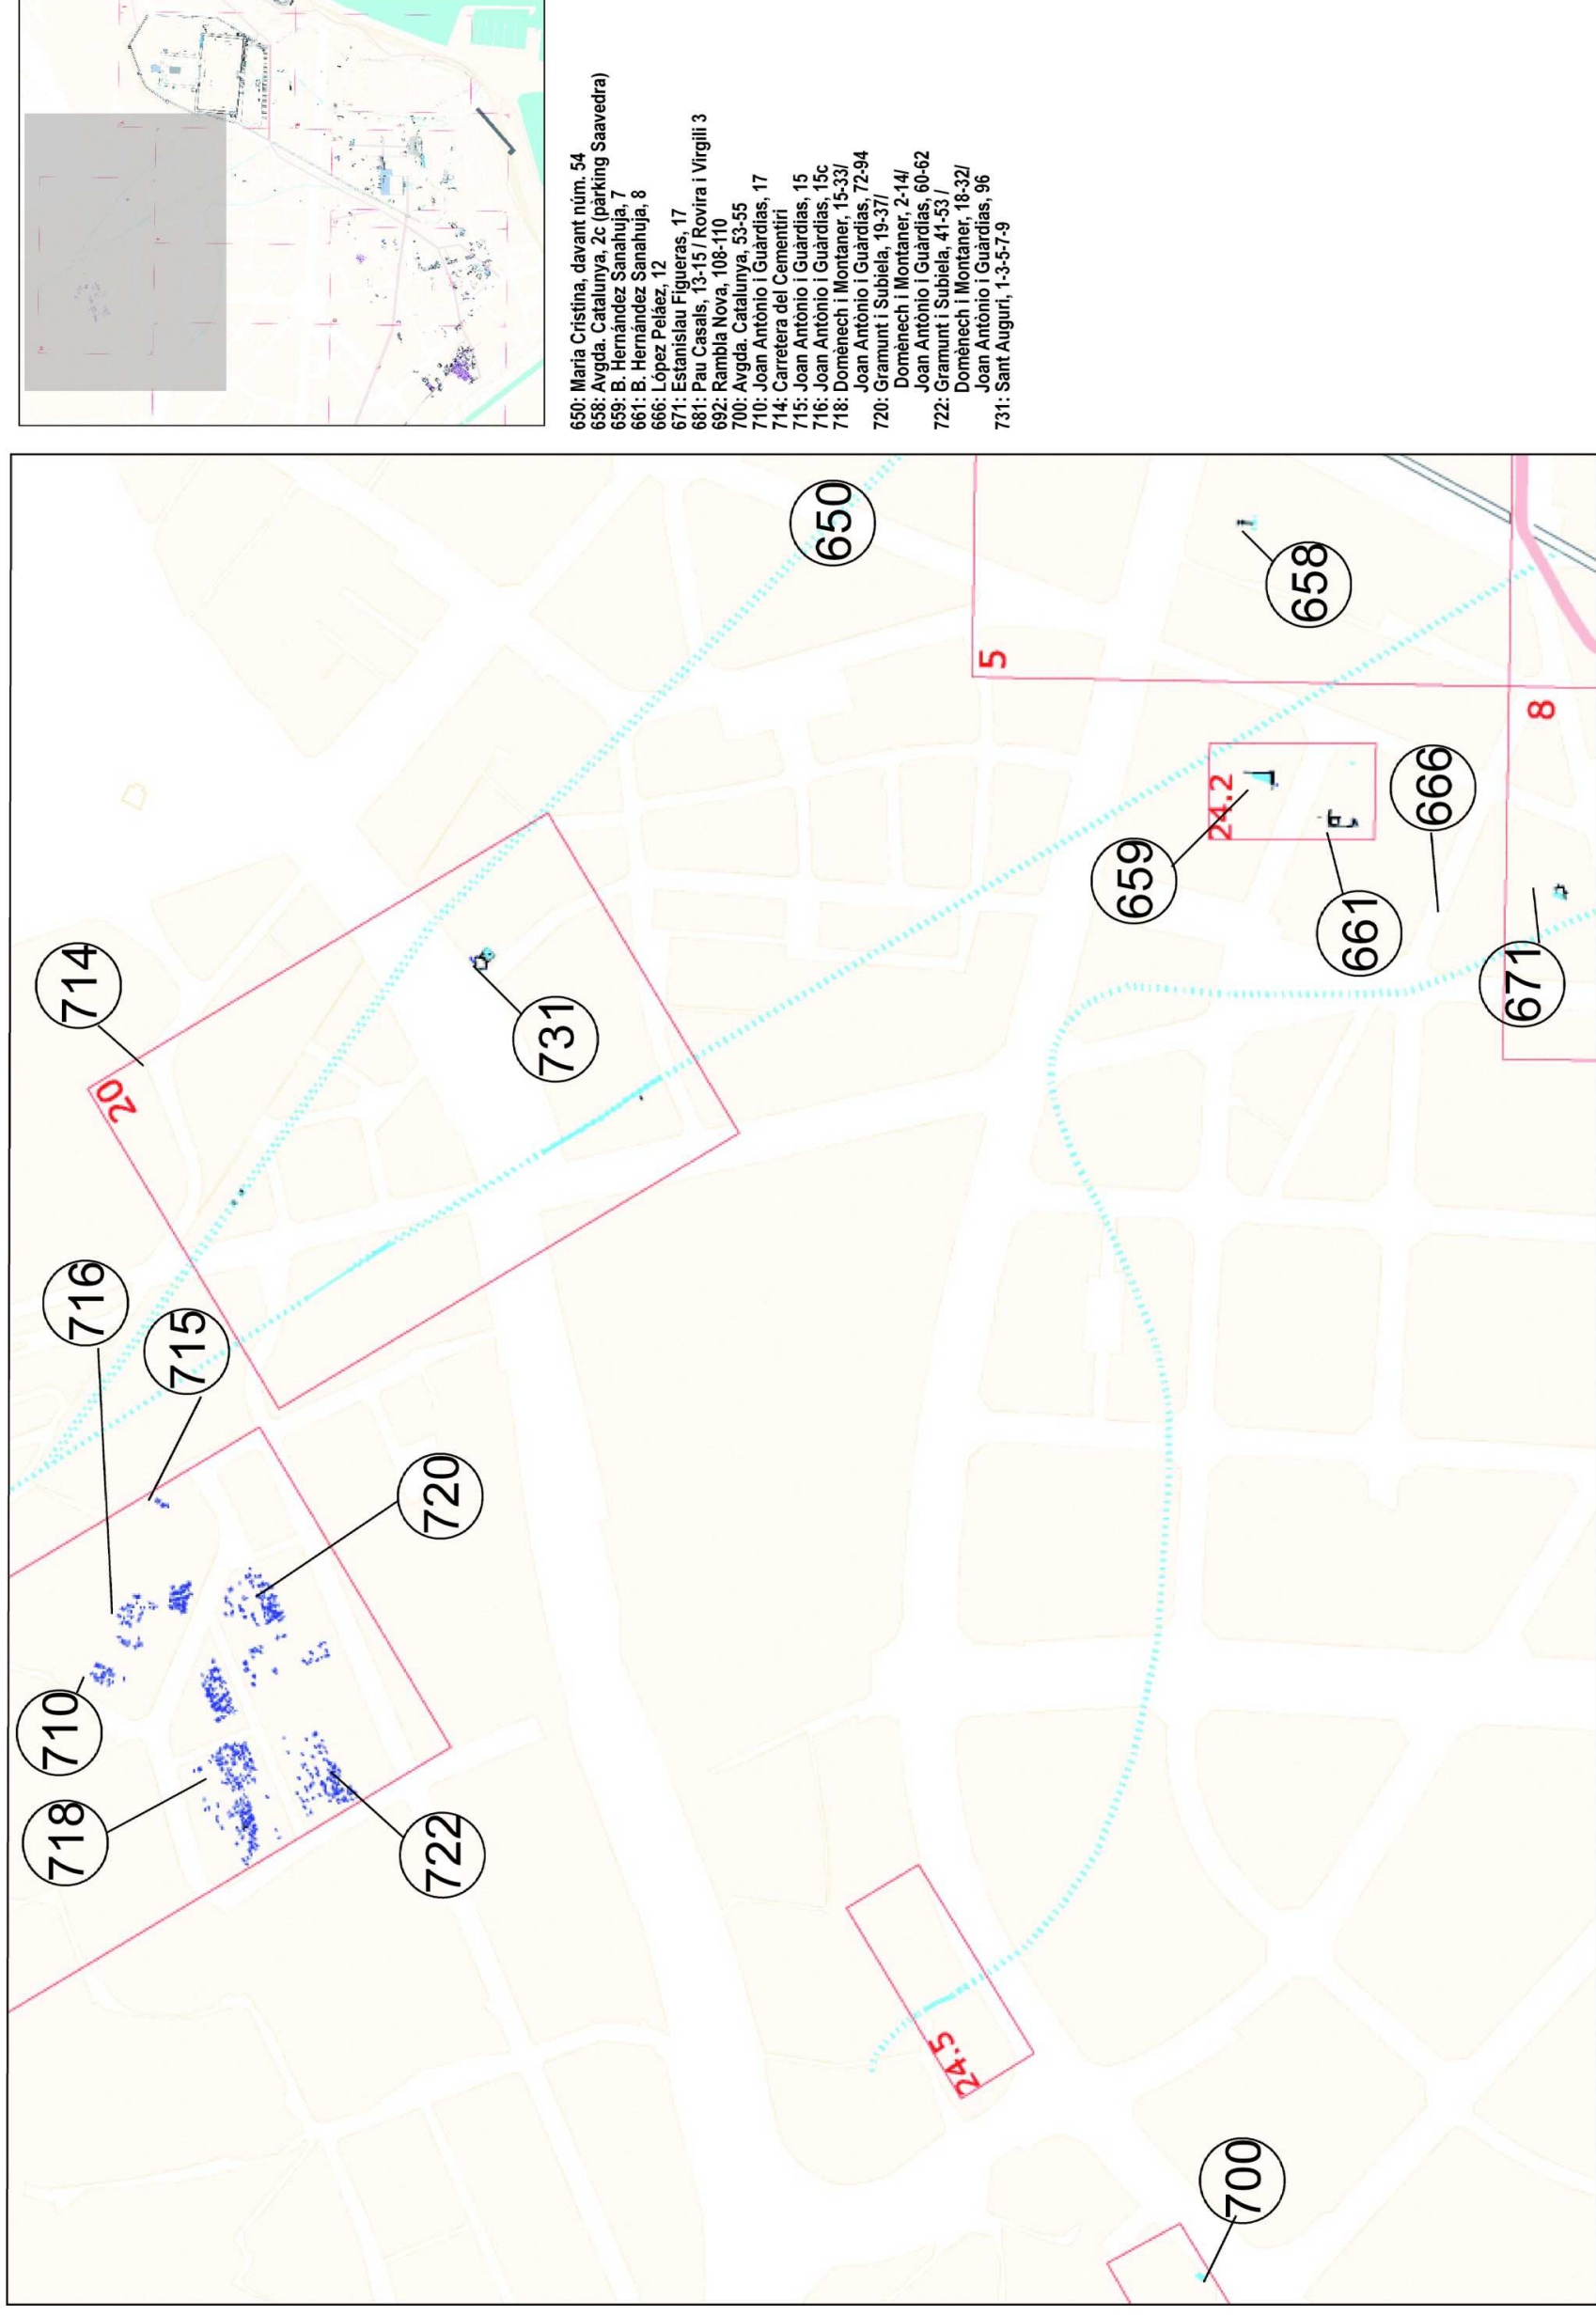 650: Maria Cristina, davant núm. 54
658: Avgda. Catalunya, 2c (pàrking Saavedra)
659: B. Hernández Sanahuja, 7
661: B. Hernández Sanahuja, 8
666: López Peláez, 12
671: Estanislau Figueras, 17
681: Pau Casals, 13-15 / Rovira i Virgili 3
692: Rambla Nova, 108-110
700: Avgda. Catalunya, 53-55
710: Joan Antònio i Guàrdias, 17
714: Carretera del Cementiri
715: Joan Antònio i Guàrdias, 15
716: Joan Antònio i Guàrdias, 15c
718: Domènech i Montaner, 15-33/
Joan Antònio i Guàrdias, 72-94
720: Gramunt i Subiela, 19-37/
Domènech i Montaner, 2-14/
Joan Antònio i Guàrdias, 60-62
722: Gramunt i Subiela, 41-53 /
Domènech i Montaner, 18-32/
Joan Antònio i Guàrdias, 96
731: Sant Auguri, 1-3-5-7-9
718
710
716
715
714
20
722
720
731
650
24.5
5
659
24.2
658
700
661
666
671
8